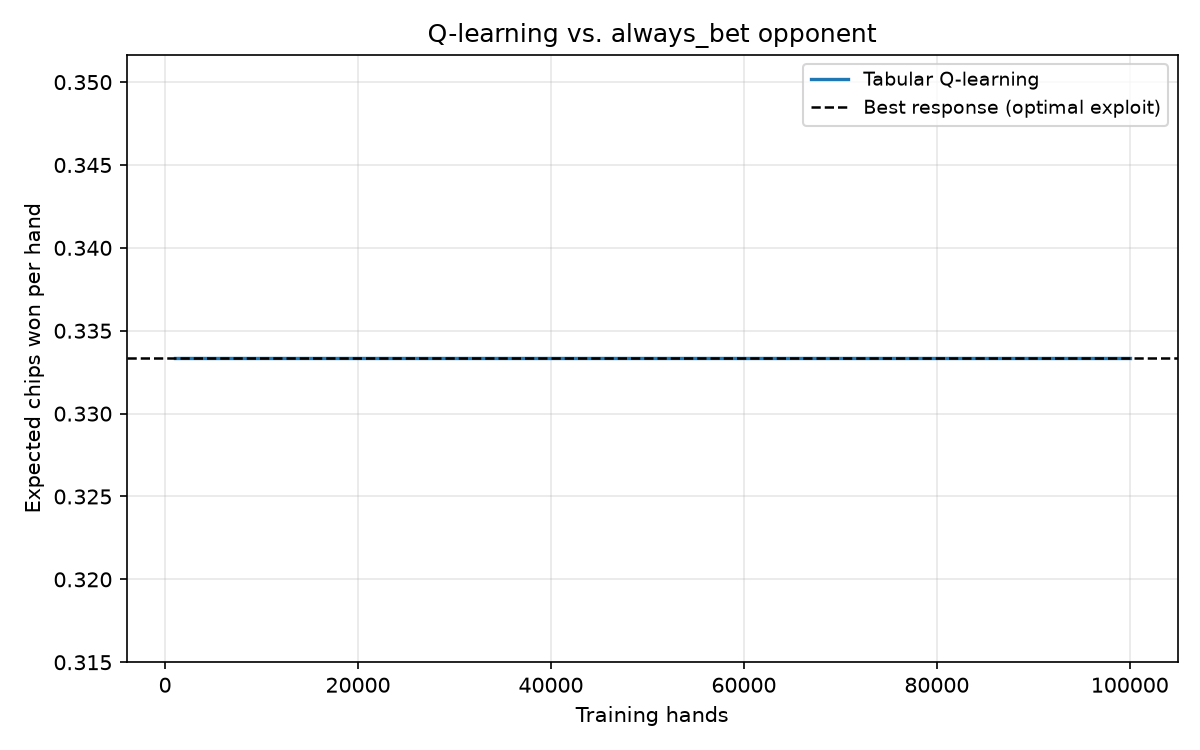 Q-learning vs. always_bet opponent
Tabular Q-learning
Best response (optimal exploit)
Expected chips won per hand
0.350
0.345
0.340
0.335
0.330
0.325
0.320
0.315
0
20000
40000
60000
80000
100000
Training hands